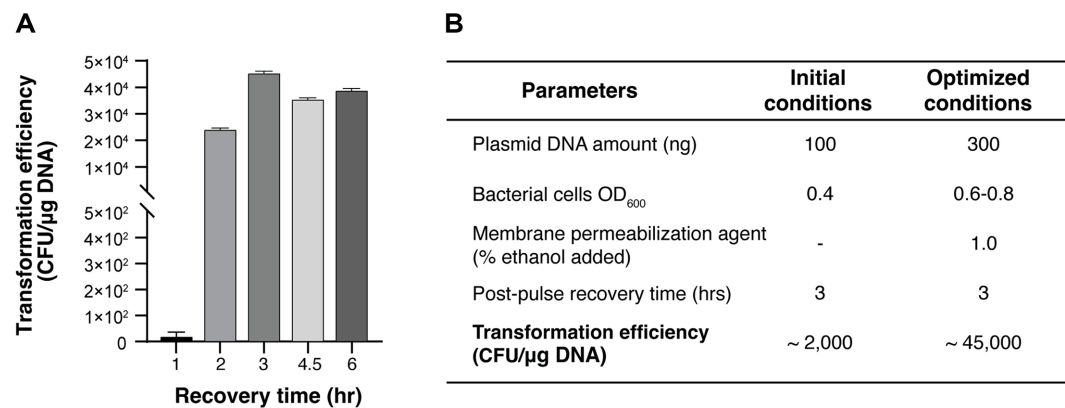 A
Transformation efficiency
(CFU/µg DNA)
5×10⁴
4×10⁴
3×10⁴
2×10⁴
1×10⁴
5×10²
4×10²
3×10²
2×10²
1×10²
0
1 2 3 4.5 6
Recovery time (hr)
B
Parameters Initial conditions Optimized conditions
Plasmid DNA amount (ng) 100 300
Bacterial cells OD₆₀₀ 0.4 0.6-0.8
Membrane permeabilization agent
(% ethanol added) - 1.0
Post-pulse recovery time (hrs) 3 3
Transformation efficiency
(CFU/µg DNA) ~ 2,000 ~ 45,000